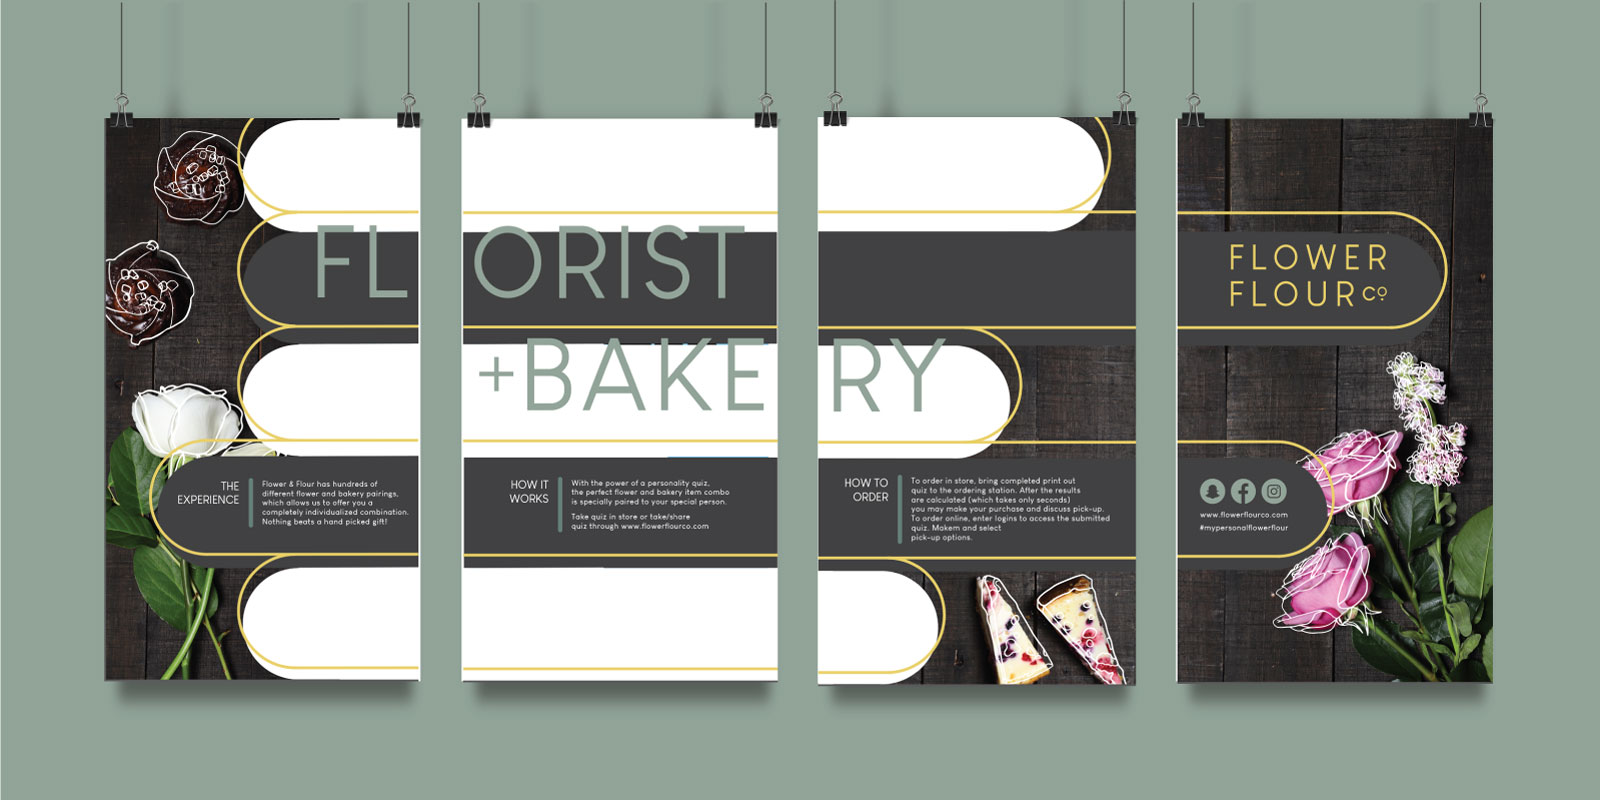 FLORIST
+BAKERY
THE
EXPERIENCE
Flower & Flour has hundreds of
different flower and bakery pairings,
which allows us to offer you a
completely individualized combination.
Nothing beats a hand picked gift!
HOW IT
WORKS
With the power of a personality quiz,
the perfect flower and bakery item combo
is specially paired to your special person.
Take quiz in store or take/share
quiz through www.flowerflourco.com
HOW TO
ORDER
To order in store, bring completed print out
quiz to the ordering station. After the results
are calculated (which takes only seconds)
you may make your purchase and discuss pick-up.
To order online, enter logins to access the submitted
quiz. Makem and select
pick-up options.
FLOWER
FLOUR CO
www.flowerflourco.com
#mypersonalflowerflour